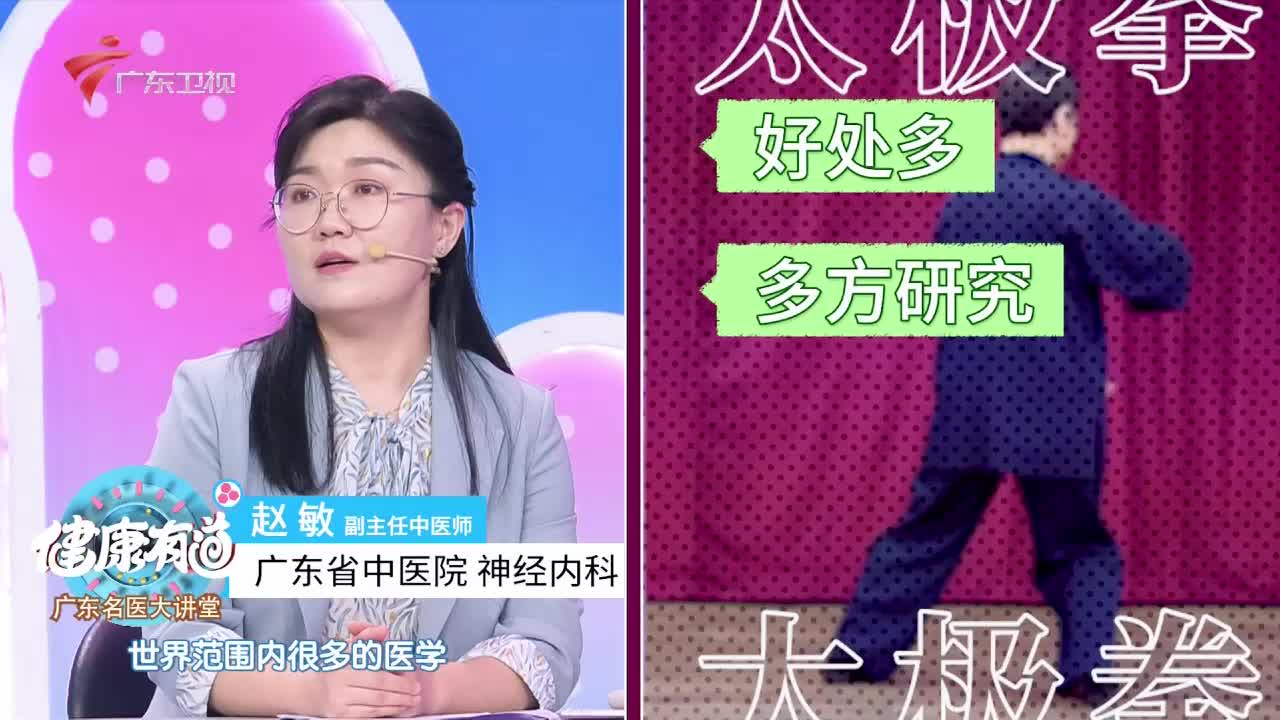 广东卫视
太极拳
好处多
多方研究
赵敏 副主任中医师
广东省中医院 神经内科
健康有道
广东名医大讲堂
世界范围内很多的医学
太极拳